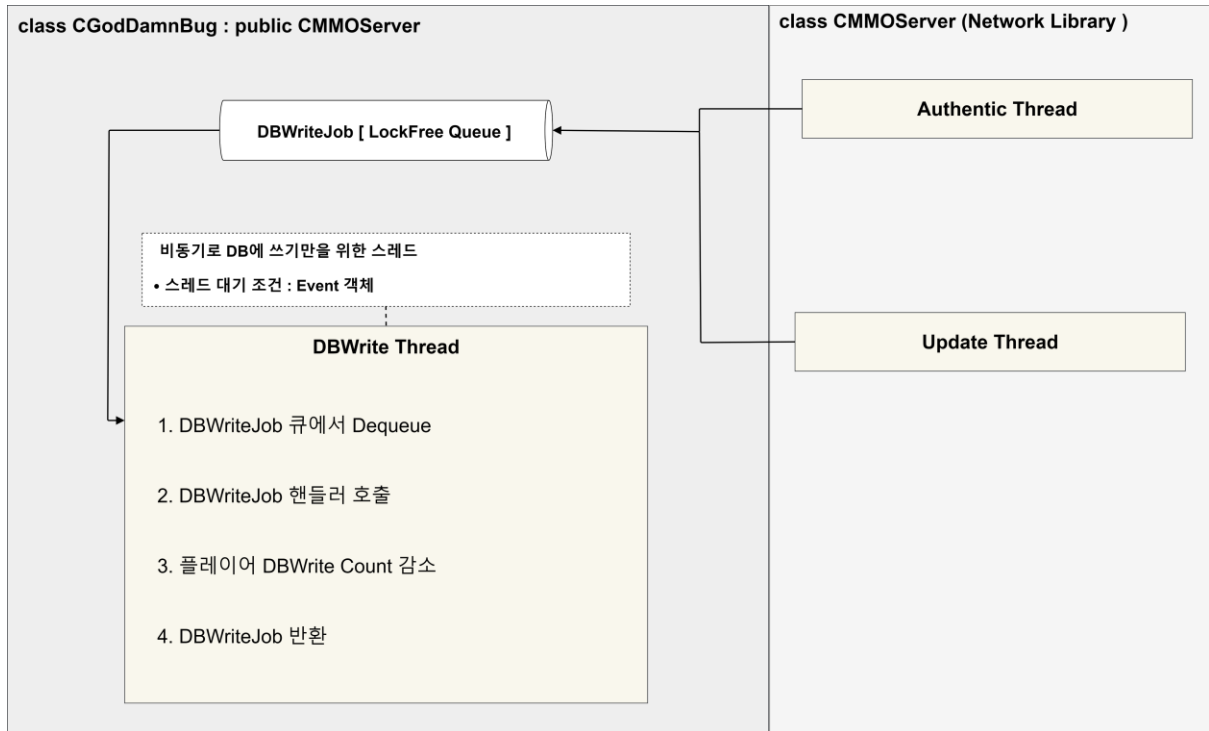 class CGodDamnBug : public CMMOServer
class CMMOServer (Network Library )
DBWriteJob [ LockFree Queue ]
Authentic Thread
비동기로 DB에 쓰기만을 위한 스레드
• 스레드 대기 조건 : Event 객체
Update Thread
DBWrite Thread
1. DBWriteJob 큐에서 Dequeue
2. DBWriteJob 핸들러 호출
3. 플레이어 DBWrite Count 감소
4. DBWriteJob 반환